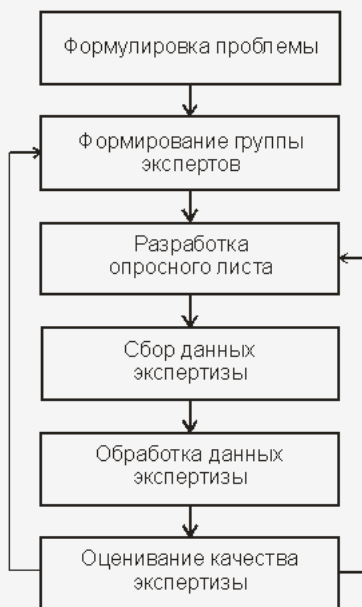 Формулировка проблемы
Формирование группы
экспертов
Разработка
опросного листа
Сбор данных
экспертизы
Обработка данных
экспертизы
Оценивание качества
экспертизы